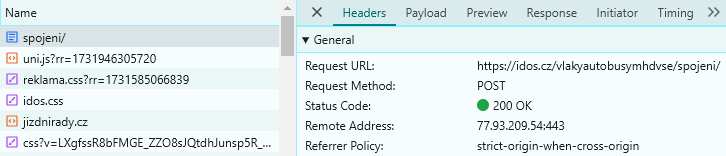 Name
spojeni/
uni.js?rr=1731946305720
reklama.css?rr=1731585066839
idos.css
jizdnirady.cz
css?v=LXgfssR8bFMGE_ZZO8sJQtdhJunsp5R_...
Headers Payload Preview Response Initiator Timing
General
Request URL: https://idos.cz/vlakyautobusymhdvse/spojeni/
Request Method: POST
Status Code: 200 OK
Remote Address: 77.93.209.54:443
Referrer Policy: strict-origin-when-cross-origin